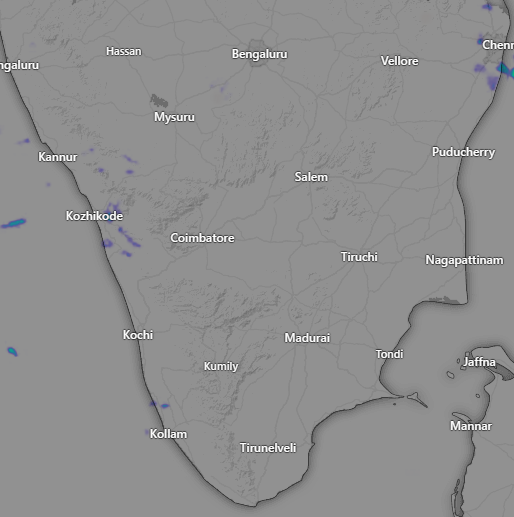 Hassan
Bengaluru
Chenn
ngaluru
Vellore
Mysuru
Kannur
Puducherry
Salem
Kozhikode
Coimbatore
Tiruchi
Nagapattinam
Kochi
Madurai
Tondi
Kumily
Jaffna
Mannar
Kollam
Tirunelveli